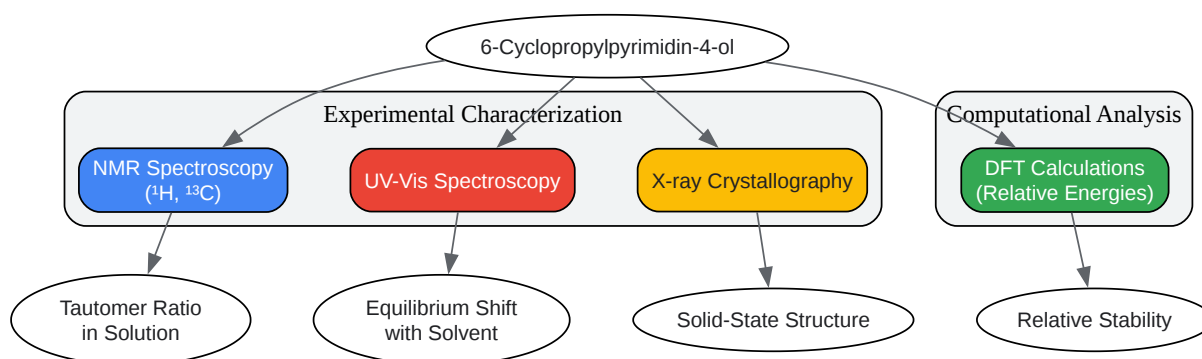 6-Cyclopropylpyrimidin-4-ol
Experimental Characterization
Computational Analysis
NMR Spectroscopy
(¹H, ¹³C)
UV-Vis Spectroscopy
X-ray Crystallography
DFT Calculations
(Relative Energies)
Tautomer Ratio
in Solution
Equilibrium Shift
with Solvent
Solid-State Structure
Relative Stability